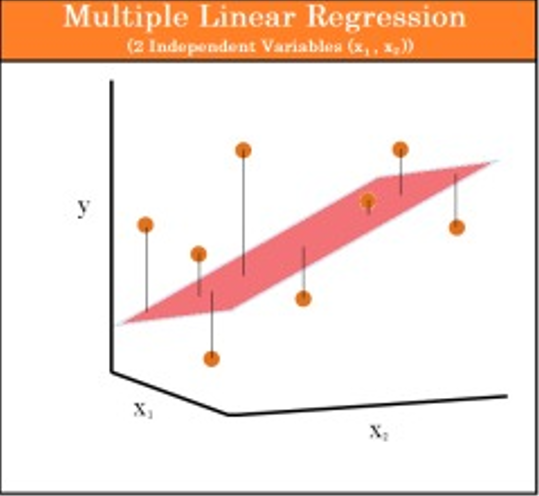 Multiple Linear Regression
(2 Independent Variables (x₁, x₂))
y
x₁
x₂